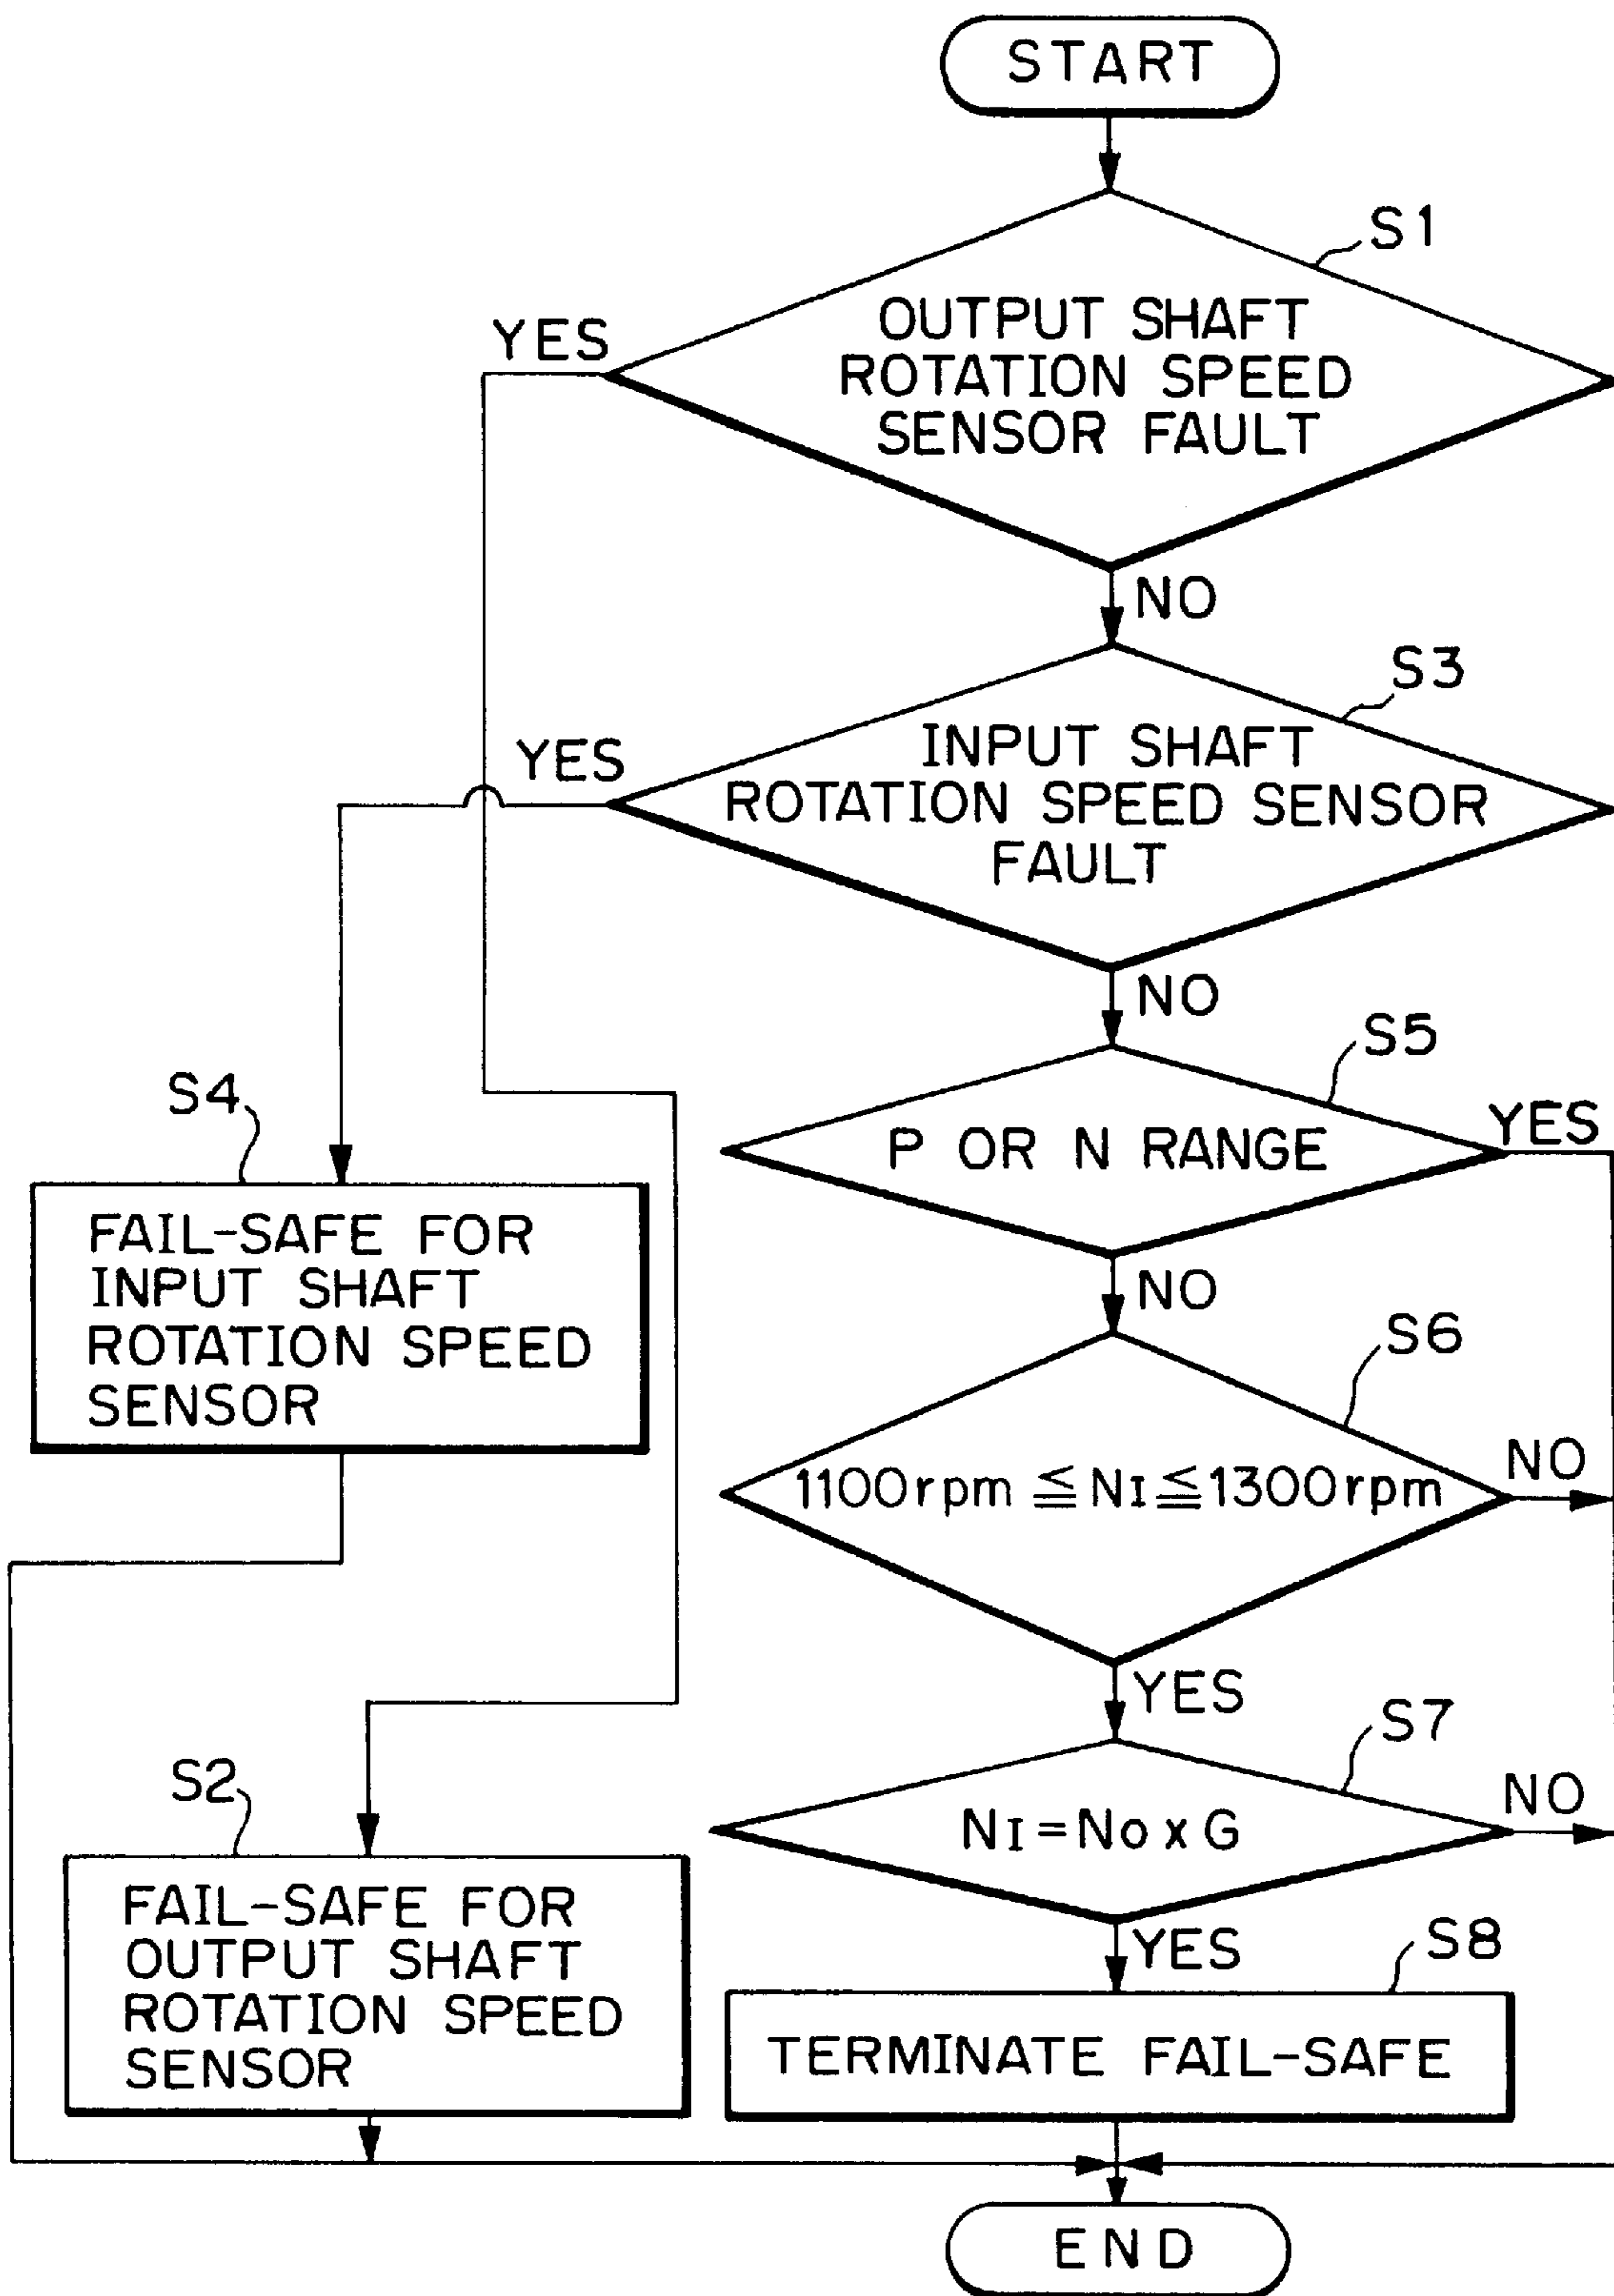 START
S1
YES
OUTPUT SHAFT
ROTATION SPEED
SENSOR FAULT
NO
S3
YES
INPUT SHAFT
ROTATION SPEED SENSOR
FAULT
NO
S5
S4
YES
P OR N RANGE
FAIL-SAFE FOR
INPUT SHAFT
ROTATION SPEED
SENSOR
NO
S6
1100rpm ≦ NI ≦ 1300rpm
NO
YES
S7
S2
NI = No x G
NO
FAIL-SAFE FOR
OUTPUT SHAFT
ROTATION SPEED
SENSOR
YES
S8
TERMINATE FAIL-SAFE
END